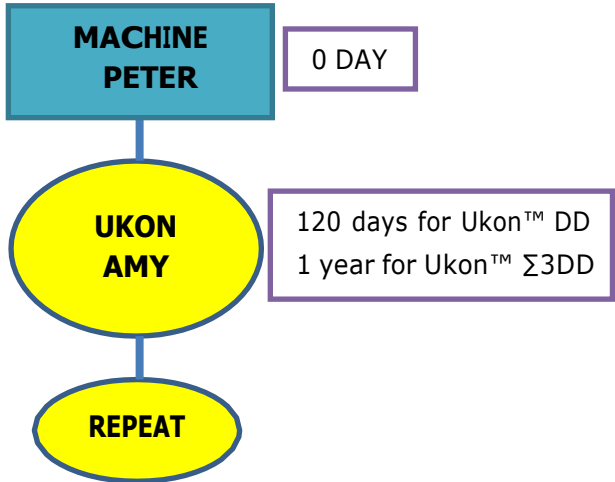 MACHINE
PETER
0 DAY
UKON
AMY
120 days for Ukon™ DD
1 year for Ukon™ ∑3DD
REPEAT